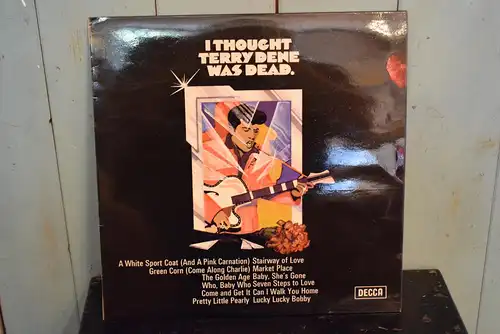 I THOUGHT
TERRY DENE
WAS DEAD.
A White Sport Coat (And A Pink Carnation) Stairway of Love
Green Corn (Come Along Charlie) Market Place
The Golden Age Baby, She's Gone
Who, Baby Who Seven Steps to Love
Come and Get it Can I Walk You Home
Pretty Little Pearly Lucky Lucky Bobby
DECCA